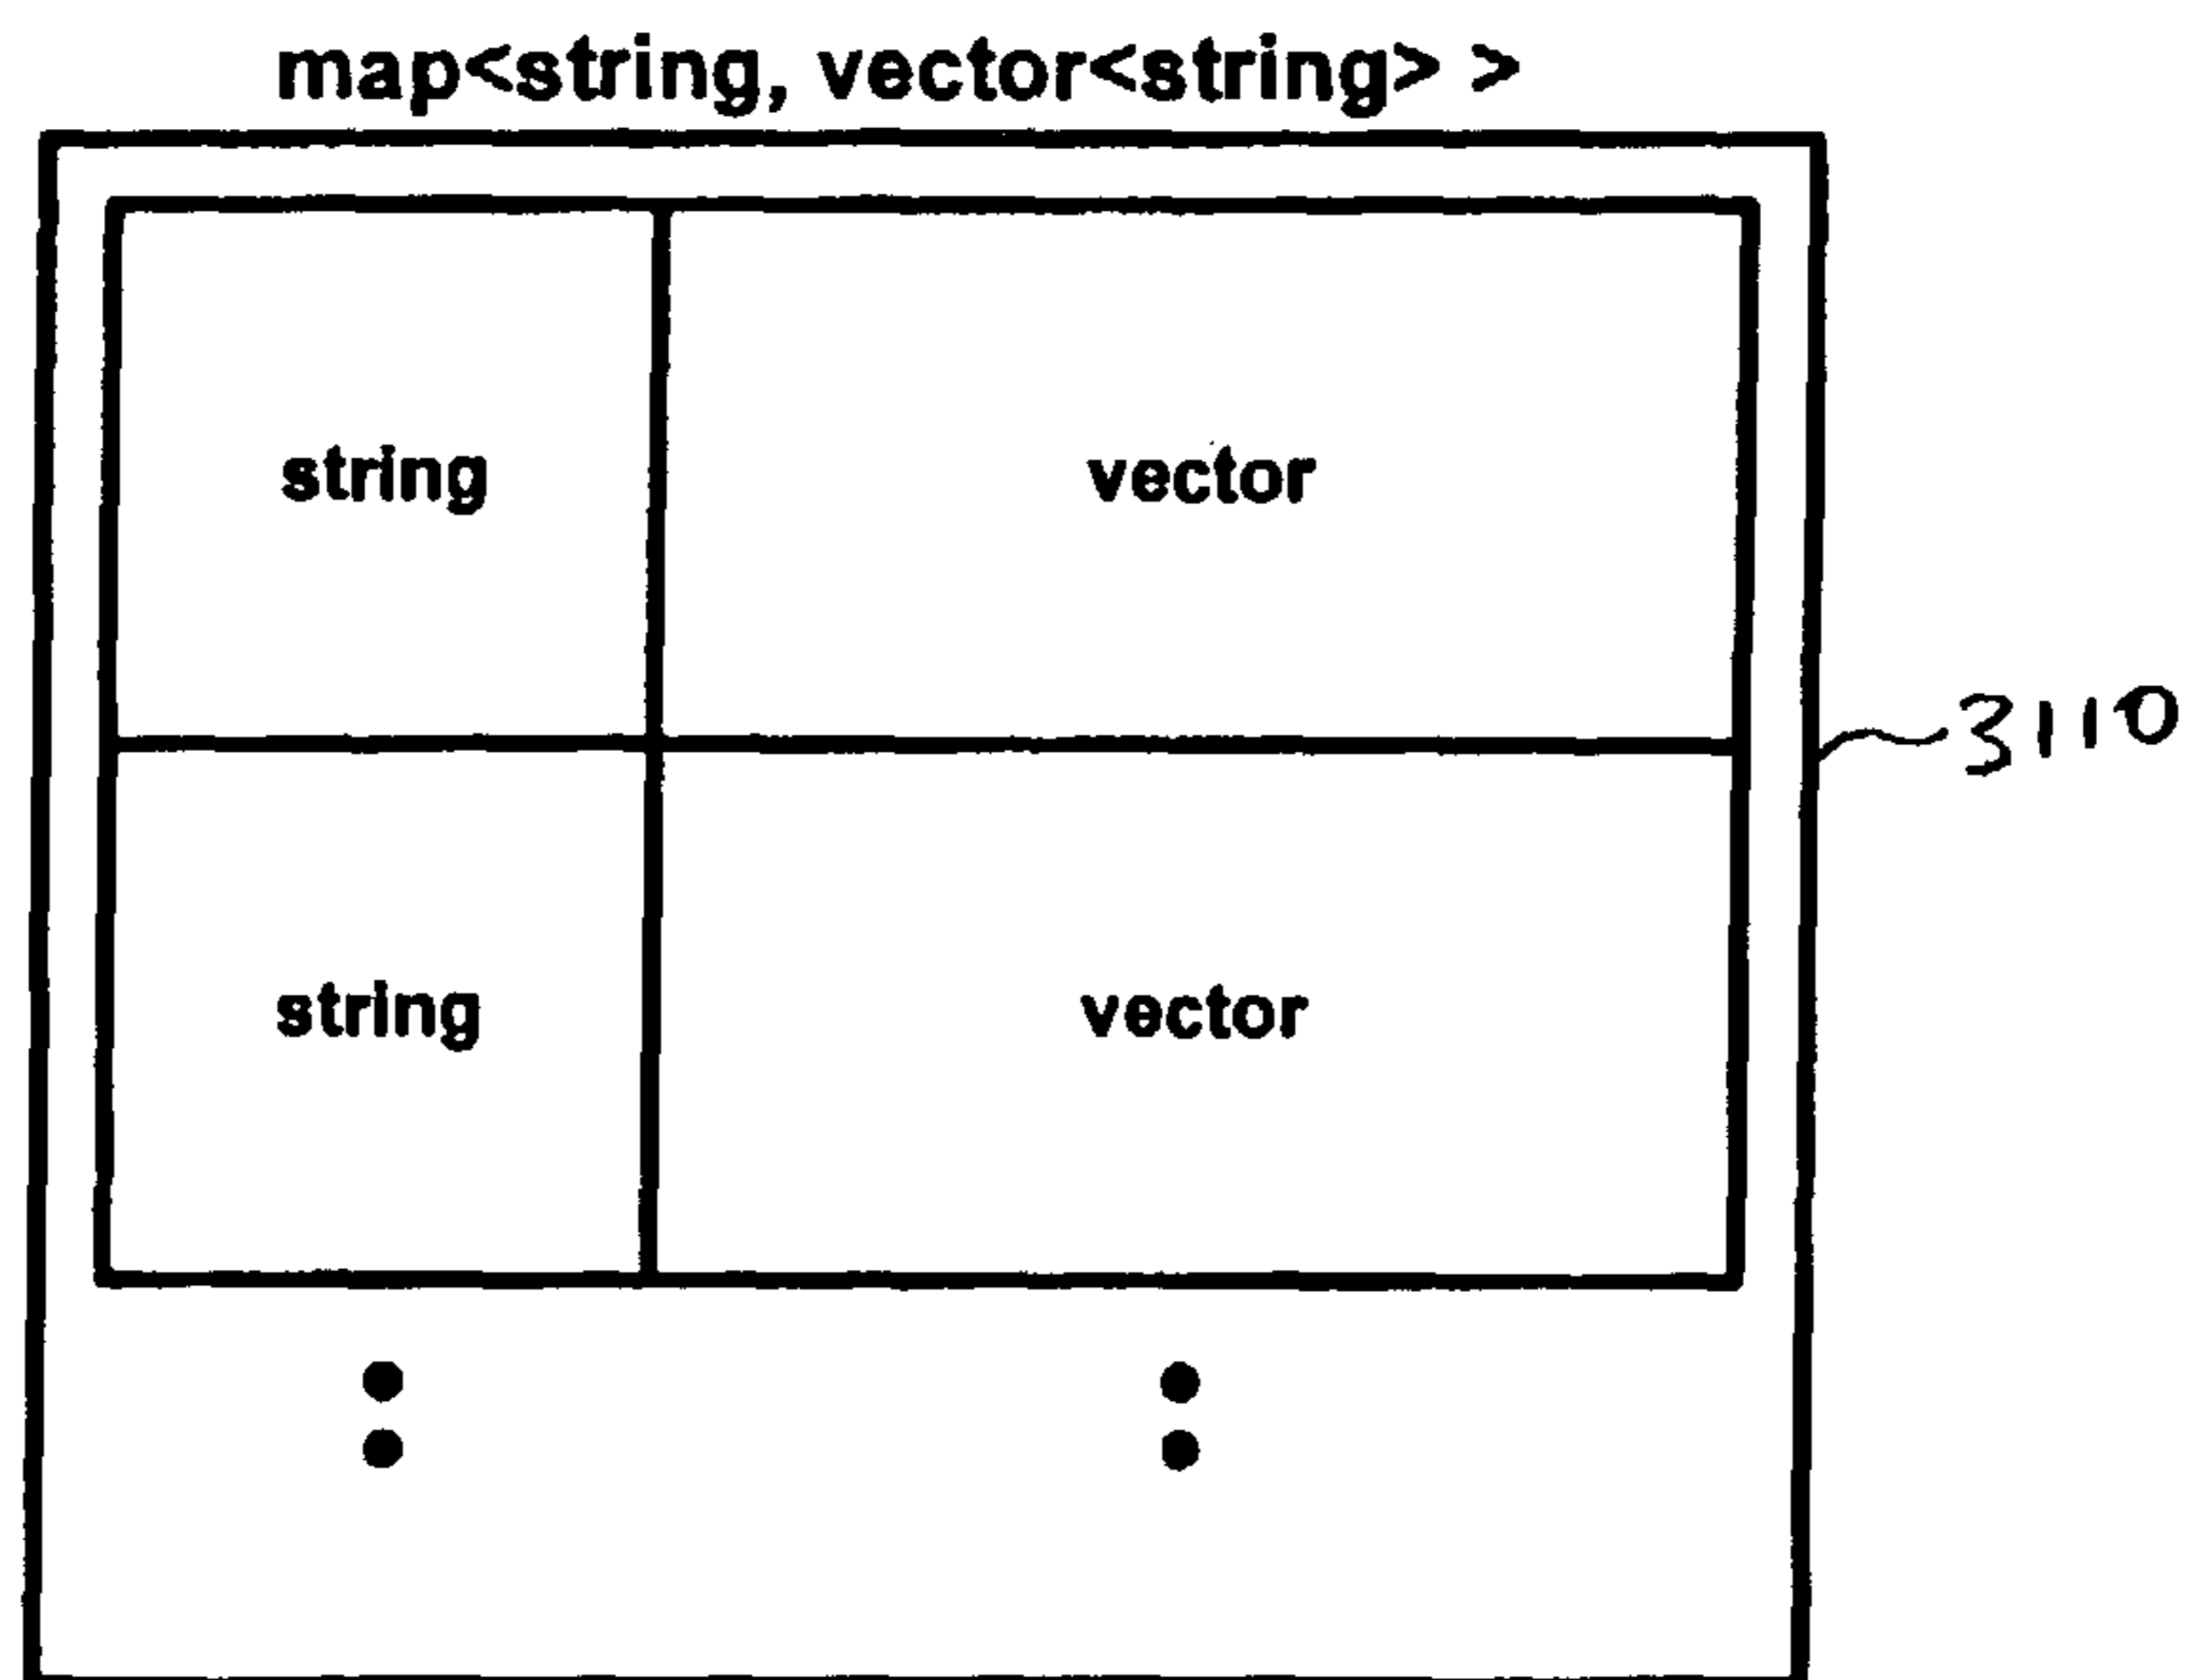 map<string, vector<string> >
string vector
3110
string vector